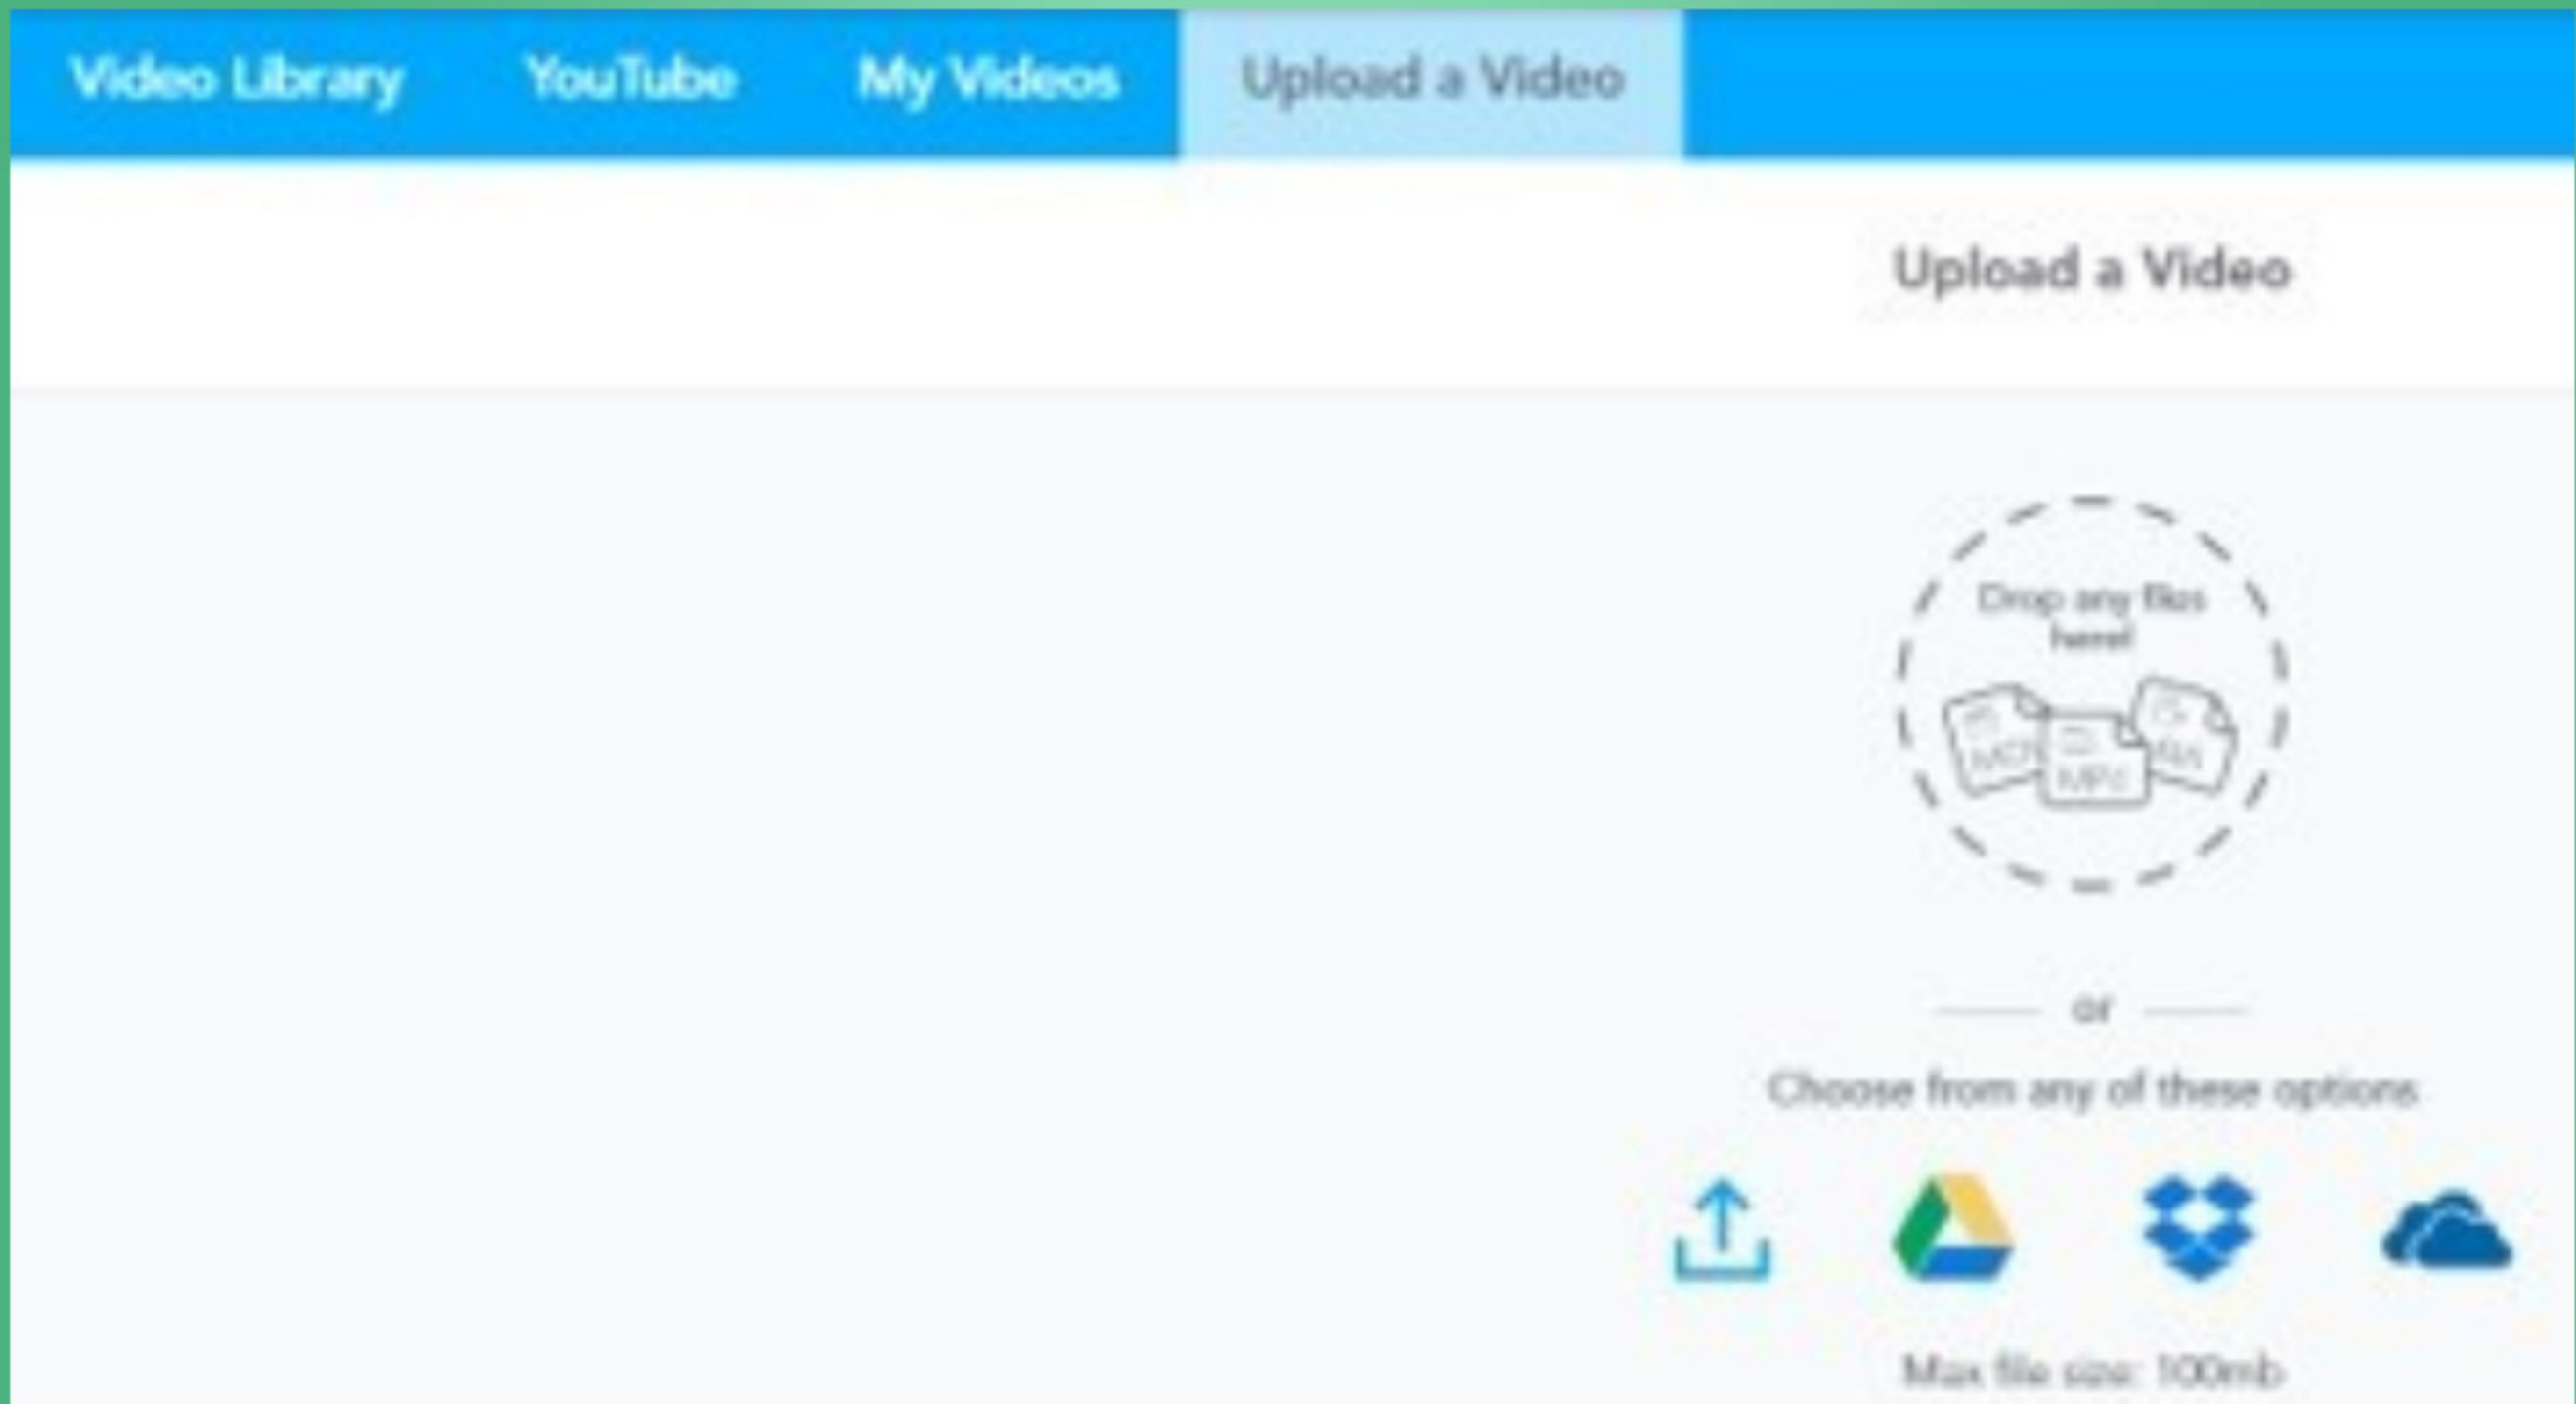 Video Library
YouTube
My Videos
Upload a Video
Upload a Video
Drop any files
here!
MP4
or
Choose from any of these options
Max file size: 100mb